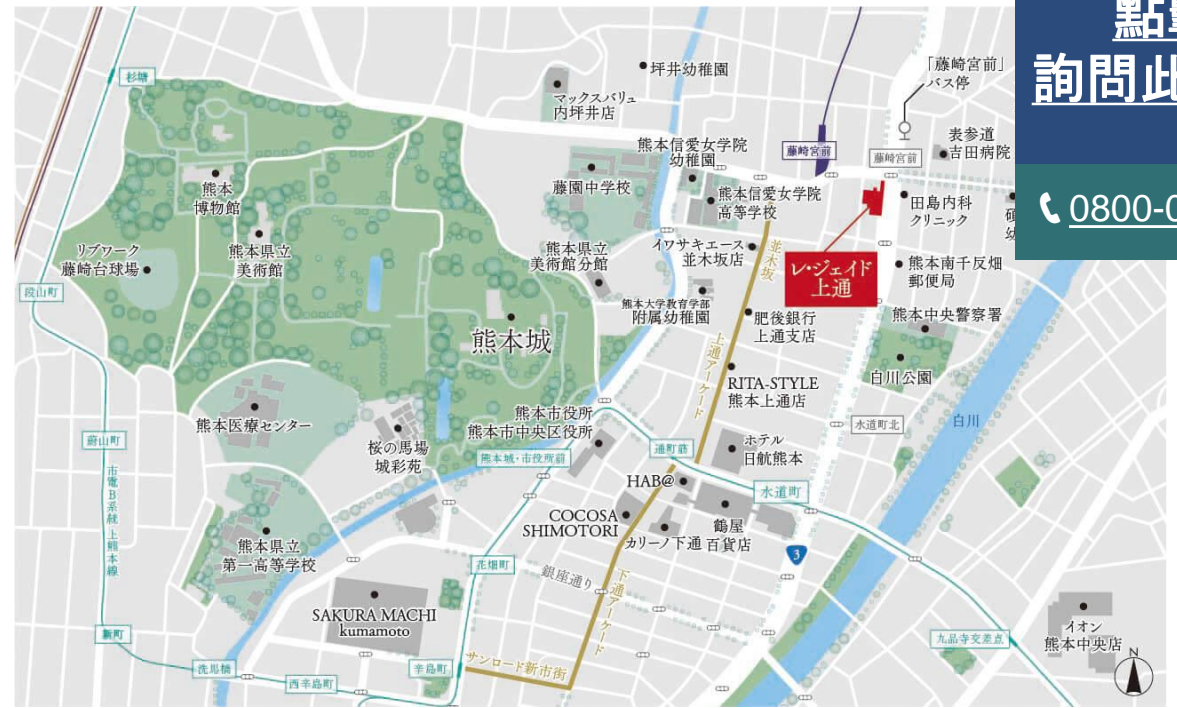 點
詢問此
0800-0
杉塘
坪井幼稚園
マックスバリュ
内坪井店
「藤崎宮前」
バス停
表参道
吉田病院
熊本信愛女学院
幼稚園
藤崎宮前
藤崎宮前
藤園中学校
熊本信愛女学院
高等学校
田島内科
クリニック
熊本
博物館
リブワーク
藤崎台球場
熊本県立
美術館
熊本県立
美術館分館
イワサキエース
並木坂店
並木坂
レ・ジェイド
上通
熊本南千反畑
郵便局
段山町
熊本大学教育学部
附属幼稚園
肥後銀行
上通支店
熊本中央警察署
熊本城
上通アーケード
白川公園
RITA-STYLE
熊本上通店
熊本医療センター
桜の馬場
城彩苑
熊本市役所
熊本市中央区役所
水道町北
白川
蔚山町
熊本城・市役所前
通町筋
ホテル
日航熊本
市電B系統 上熊本線
HAB@
水道町
COCOSA
SHIMOTORI
カリーノ下通
鶴屋
百貨店
熊本県立
第一高等学校
花畑町
銀座通り
下通アーケード
3
SAKURA MACHI
kumamoto
新町
洗馬橋
西辛島町
辛島町
サンロード新市街
九品寺交差点
イオン
熊本中央店
N